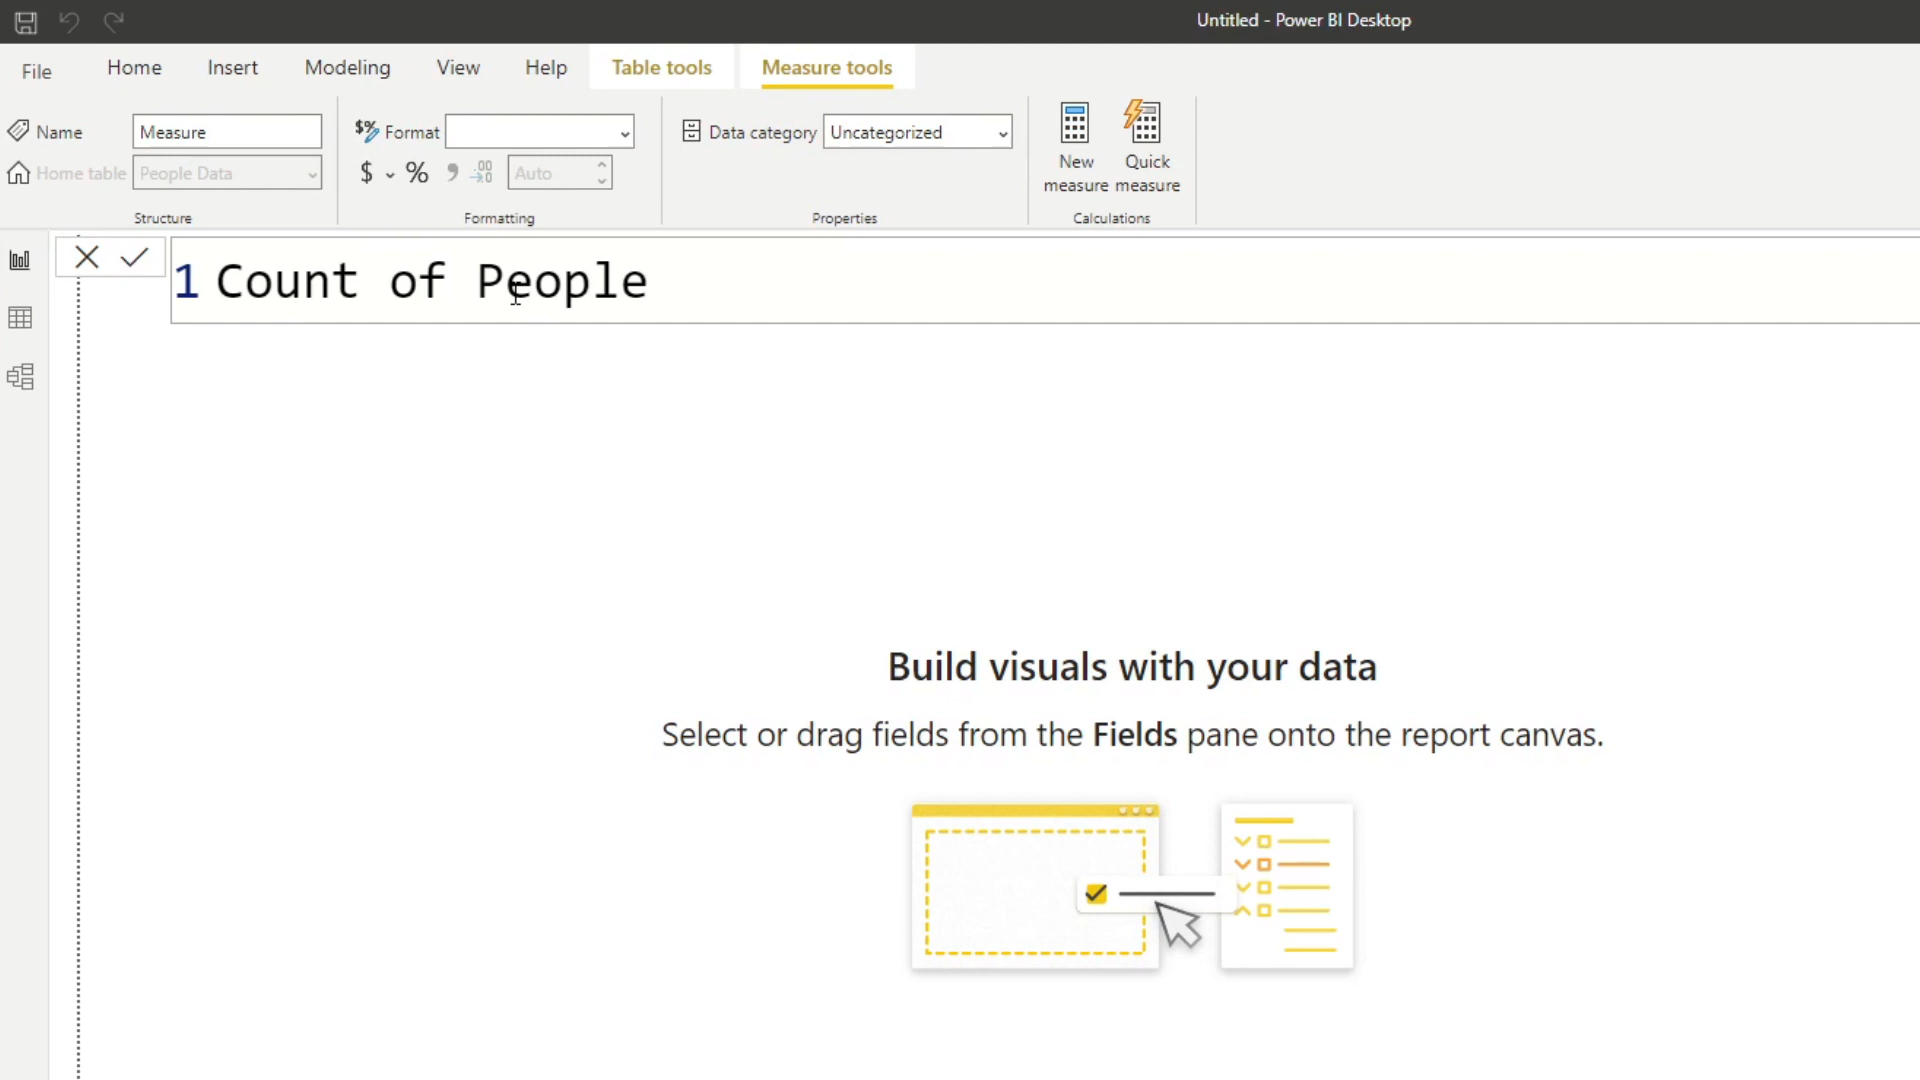 Untitled - Power BI Desktop
File Home Insert Modeling View Help Table tools Measure tools
Name Measure
Home table People Data
Structure
$% Format
$ % , .00 →.0 Auto
Formatting
Data category Uncategorized
Properties
New measure
Quick measure
Calculations
1 Count of People
Build visuals with your data
Select or drag fields from the Fields pane onto the report canvas.